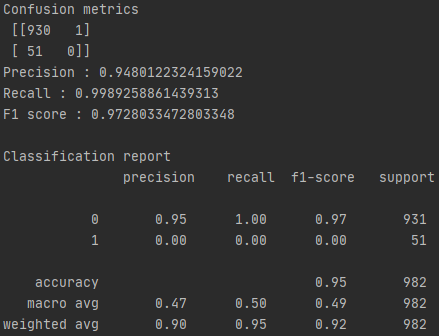 Confusion metrics
[[930 1]
[ 51 0]]
Precision : 0.9480122324159022
Recall : 0.9989258861439313
F1 score : 0.9728033472803348
Classification report
precision recall f1-score support
0 0.95 1.00 0.97 931
1 0.00 0.00 0.00 51
accuracy 0.95 982
macro avg 0.47 0.50 0.49 982
weighted avg 0.90 0.95 0.92 982